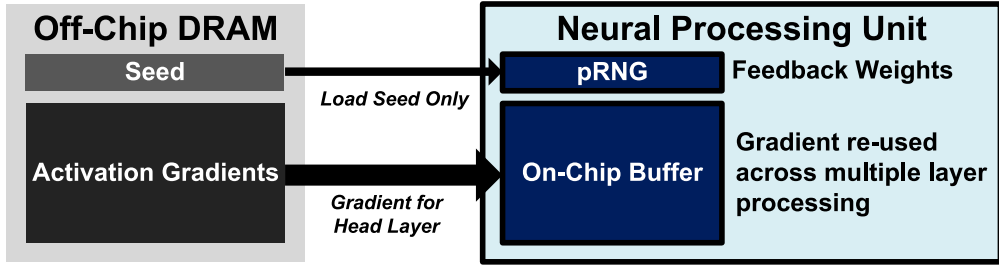 Off-Chip DRAM
Seed
Activation Gradients
Load Seed Only
Gradient for
Head Layer
Neural Processing Unit
pRNG
Feedback Weights
On-Chip Buffer
Gradient re-used
across multiple layer
processing